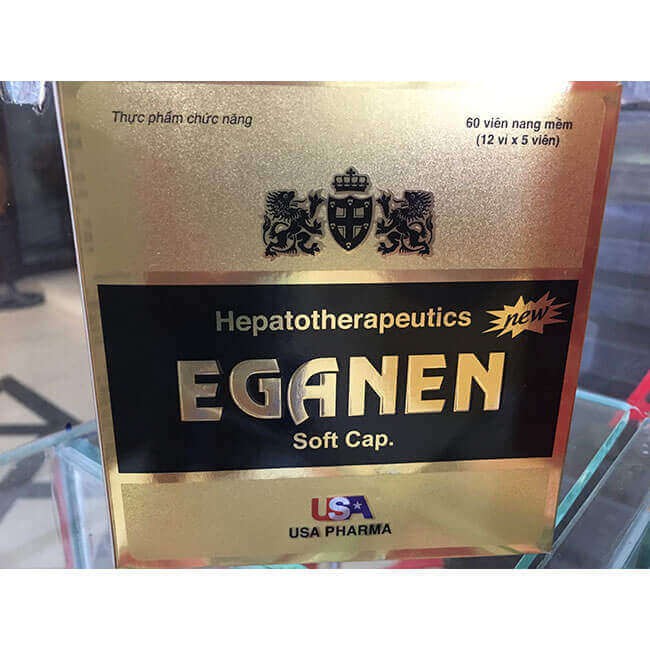 Thực phẩm chức năng
60 viên nang mềm
(12 vỉ x 5 viên)
Hepatotherapeutics
new
EGANEN
Soft Cap.
USA
USA PHARMA